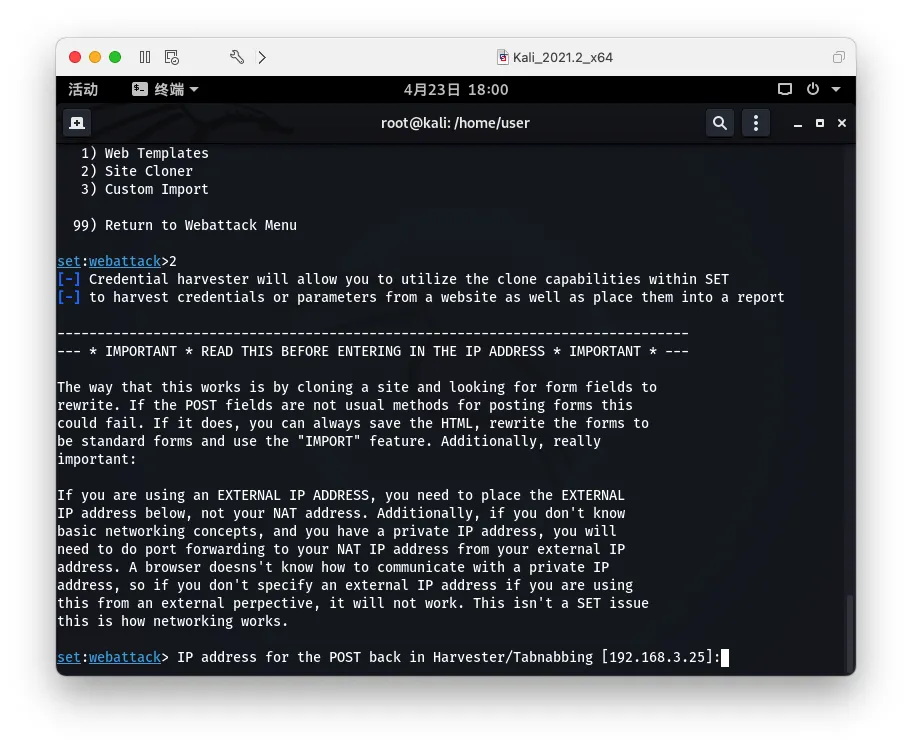 Kali_2021.2_x64
活动 终端 4月23日 18:00
root@kali: /home/user
1) Web Templates
2) Site Cloner
3) Custom Import
99) Return to Webattack Menu
set:webattack>2
[-] Credential harvester will allow you to utilize the clone capabilities within SET
[-] to harvest credentials or parameters from a website as well as place them into a report
-------------------------------------------------------------------------------
--- * IMPORTANT * READ THIS BEFORE ENTERING IN THE IP ADDRESS * IMPORTANT * ---
The way that this works is by cloning a site and looking for form fields to
rewrite. If the POST fields are not usual methods for posting forms this
could fail. If it does, you can always save the HTML, rewrite the forms to
be standard forms and use the "IMPORT" feature. Additionally, really
important:
If you are using an EXTERNAL IP ADDRESS, you need to place the EXTERNAL
IP address below, not your NAT address. Additionally, if you don't know
basic networking concepts, and you have a private IP address, you will
need to do port forwarding to your NAT IP address from your external IP
address. A browser doesns't know how to communicate with a private IP
address, so if you don't specify an external IP address if you are using
this from an external perpective, it will not work. This isn't a SET issue
this is how networking works.
set:webattack> IP address for the POST back in Harvester/Tabnabbing [192.168.3.25]: